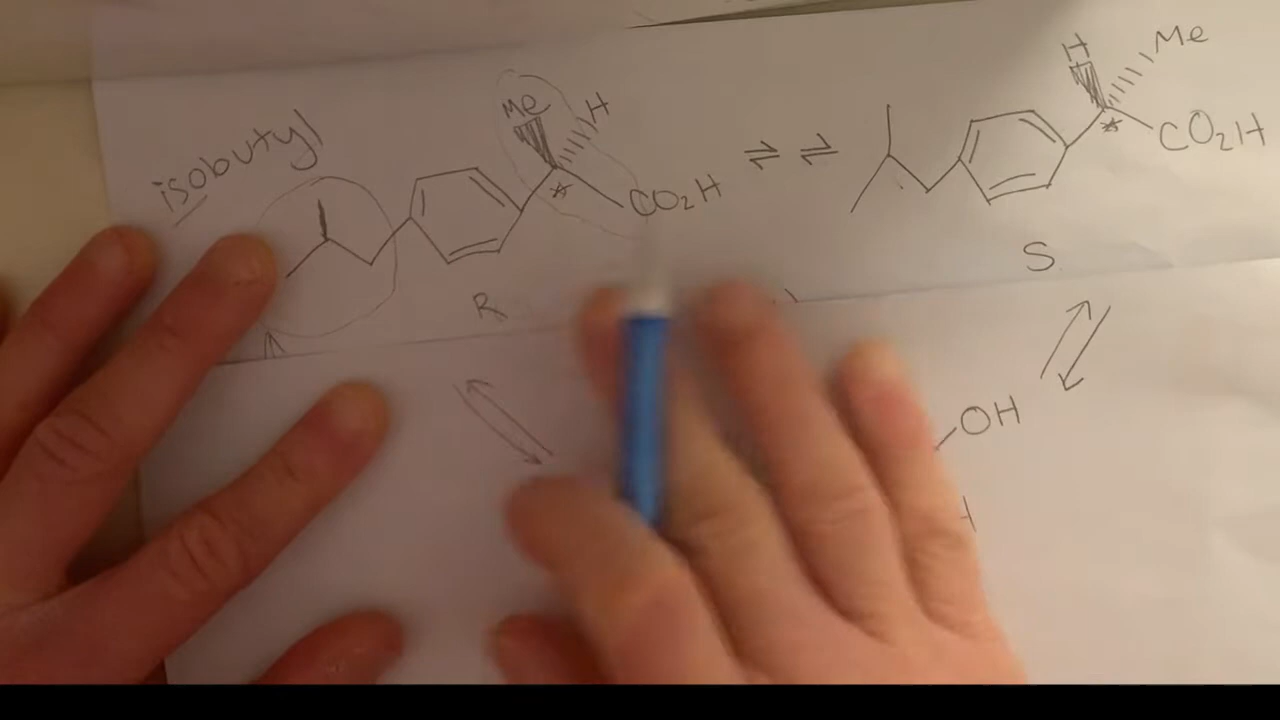 isobutyl
Me H
* CO2H
R
⇌ ⇌
H Me
* CO2H
S
OH